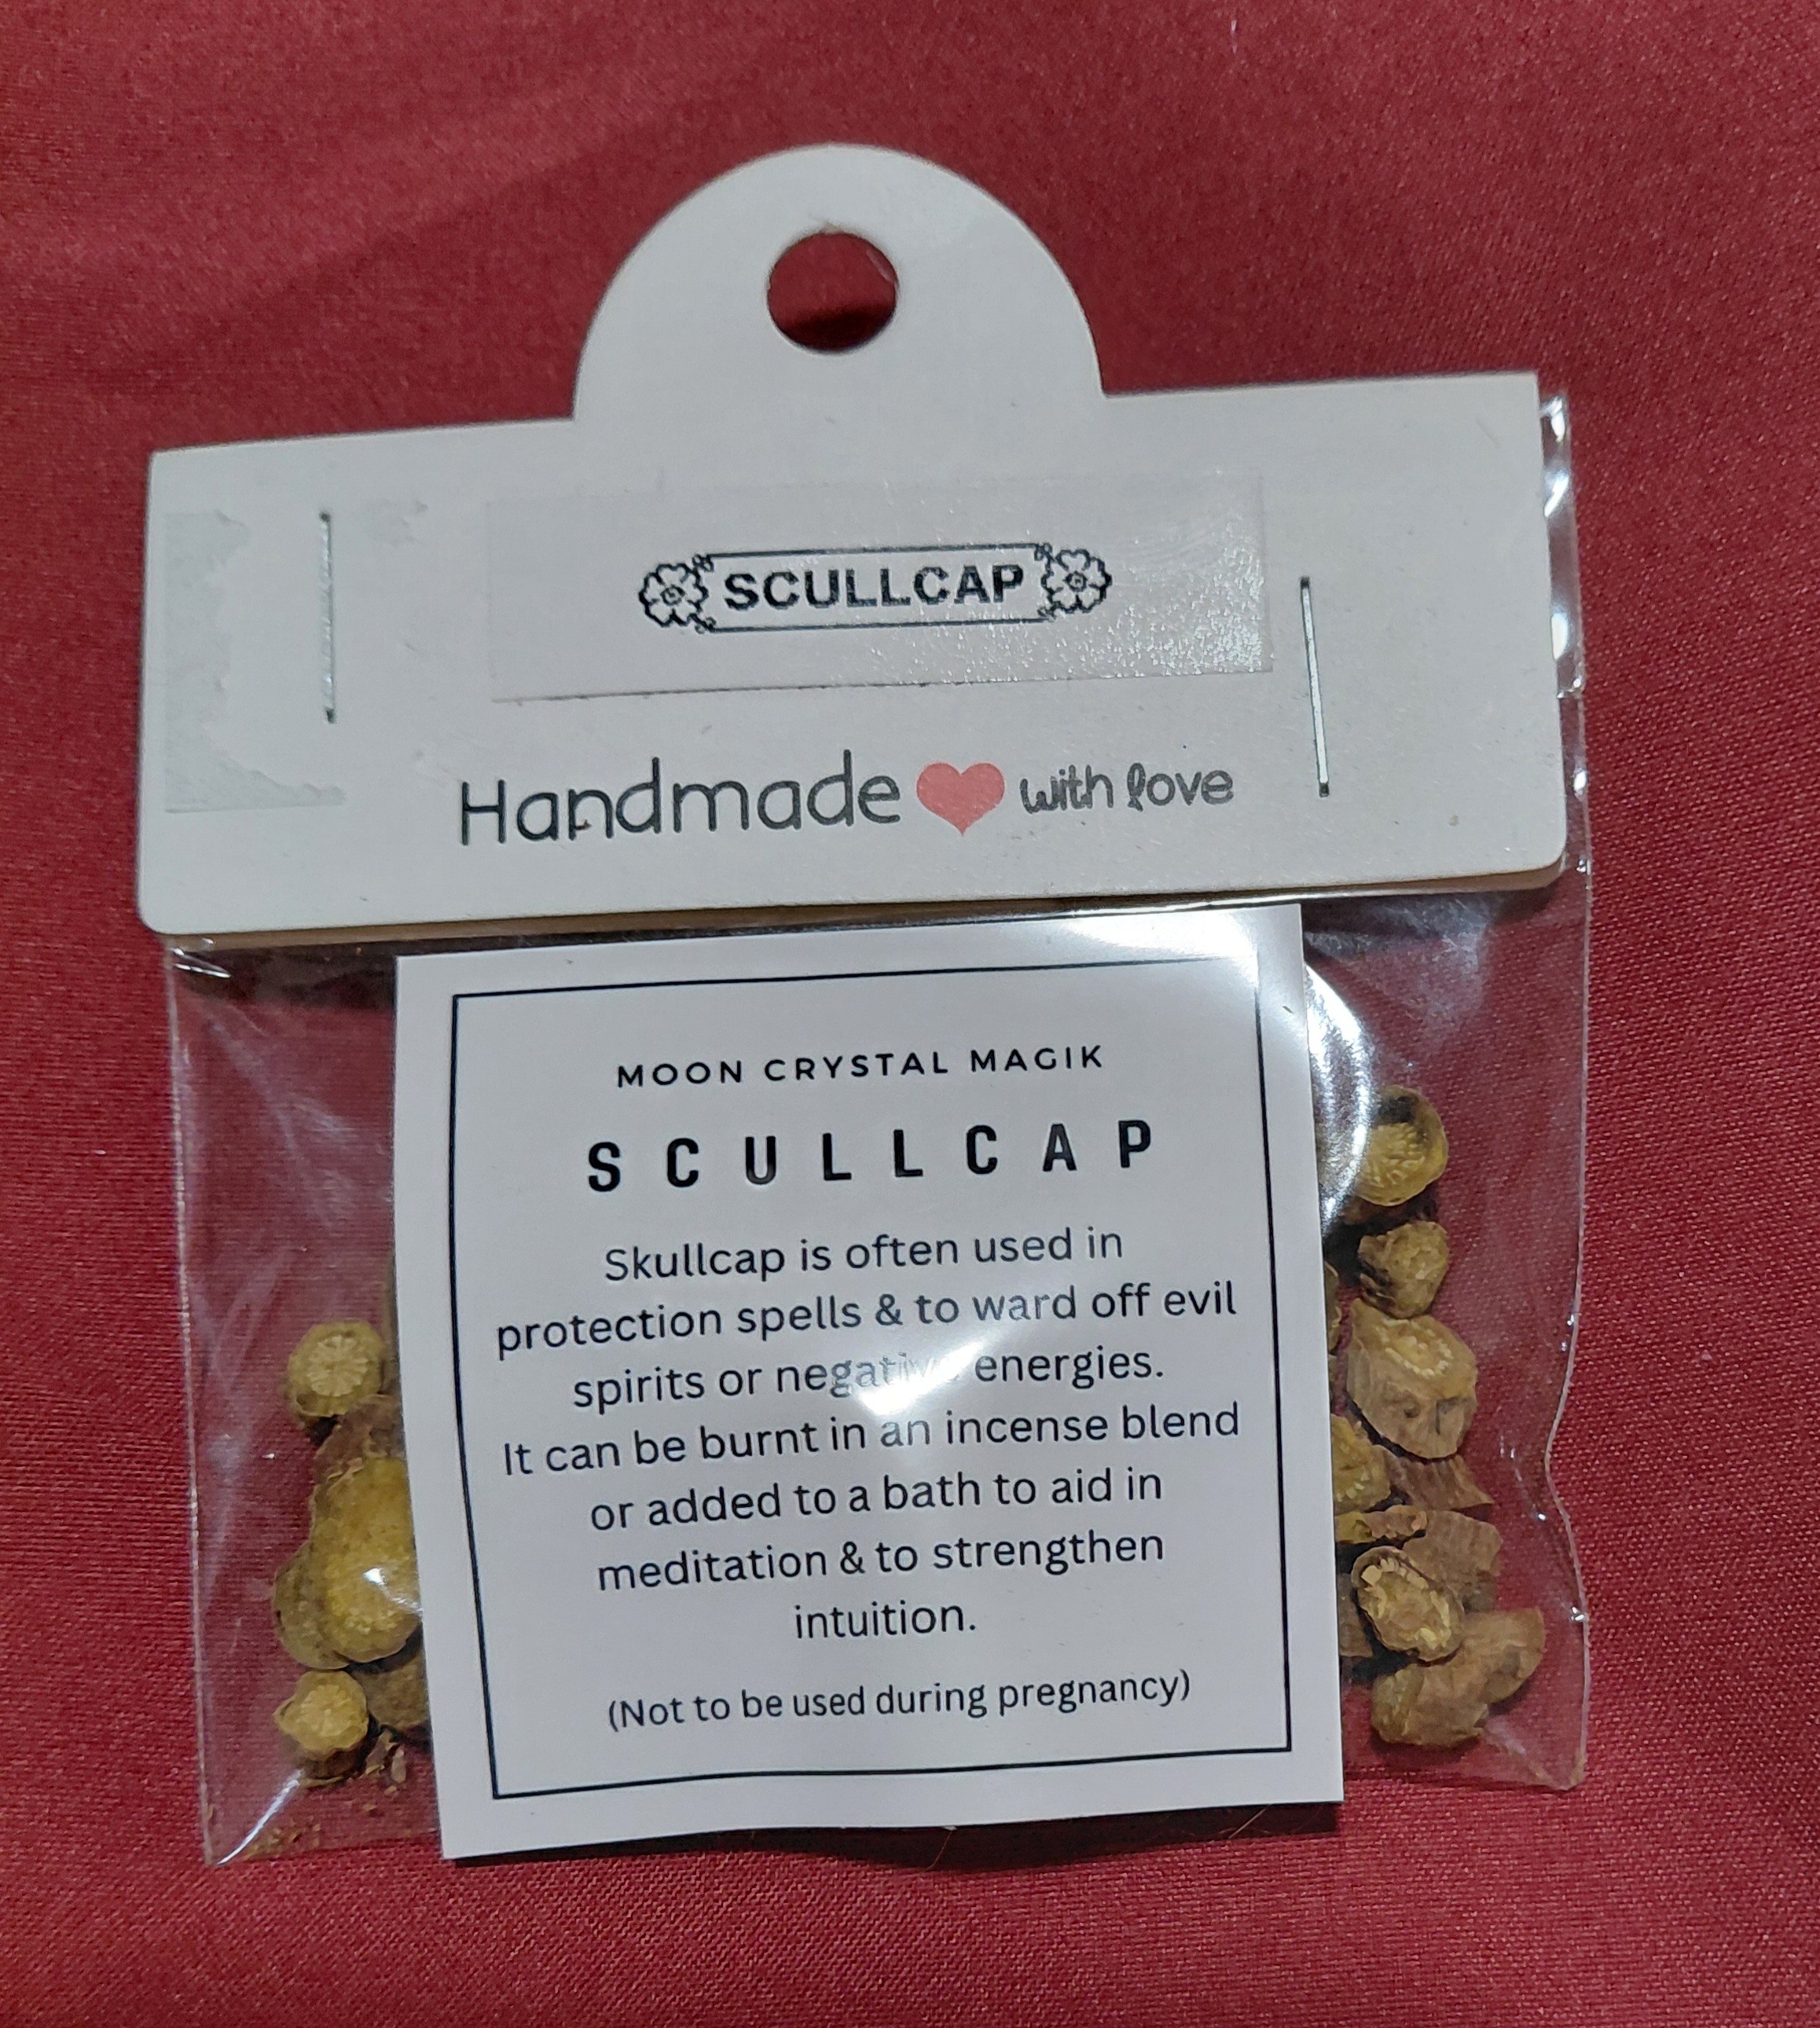 SCULLCAP
Handmade with love
MOON CRYSTAL MAGIK
SCULLCAP
Skullcap is often used in
protection spells & to ward off evil
spirits or negative energies.
It can be burnt in an incense blend
or added to a bath to aid in
meditation & to strengthen
intuition.
(Not to be used during pregnancy)